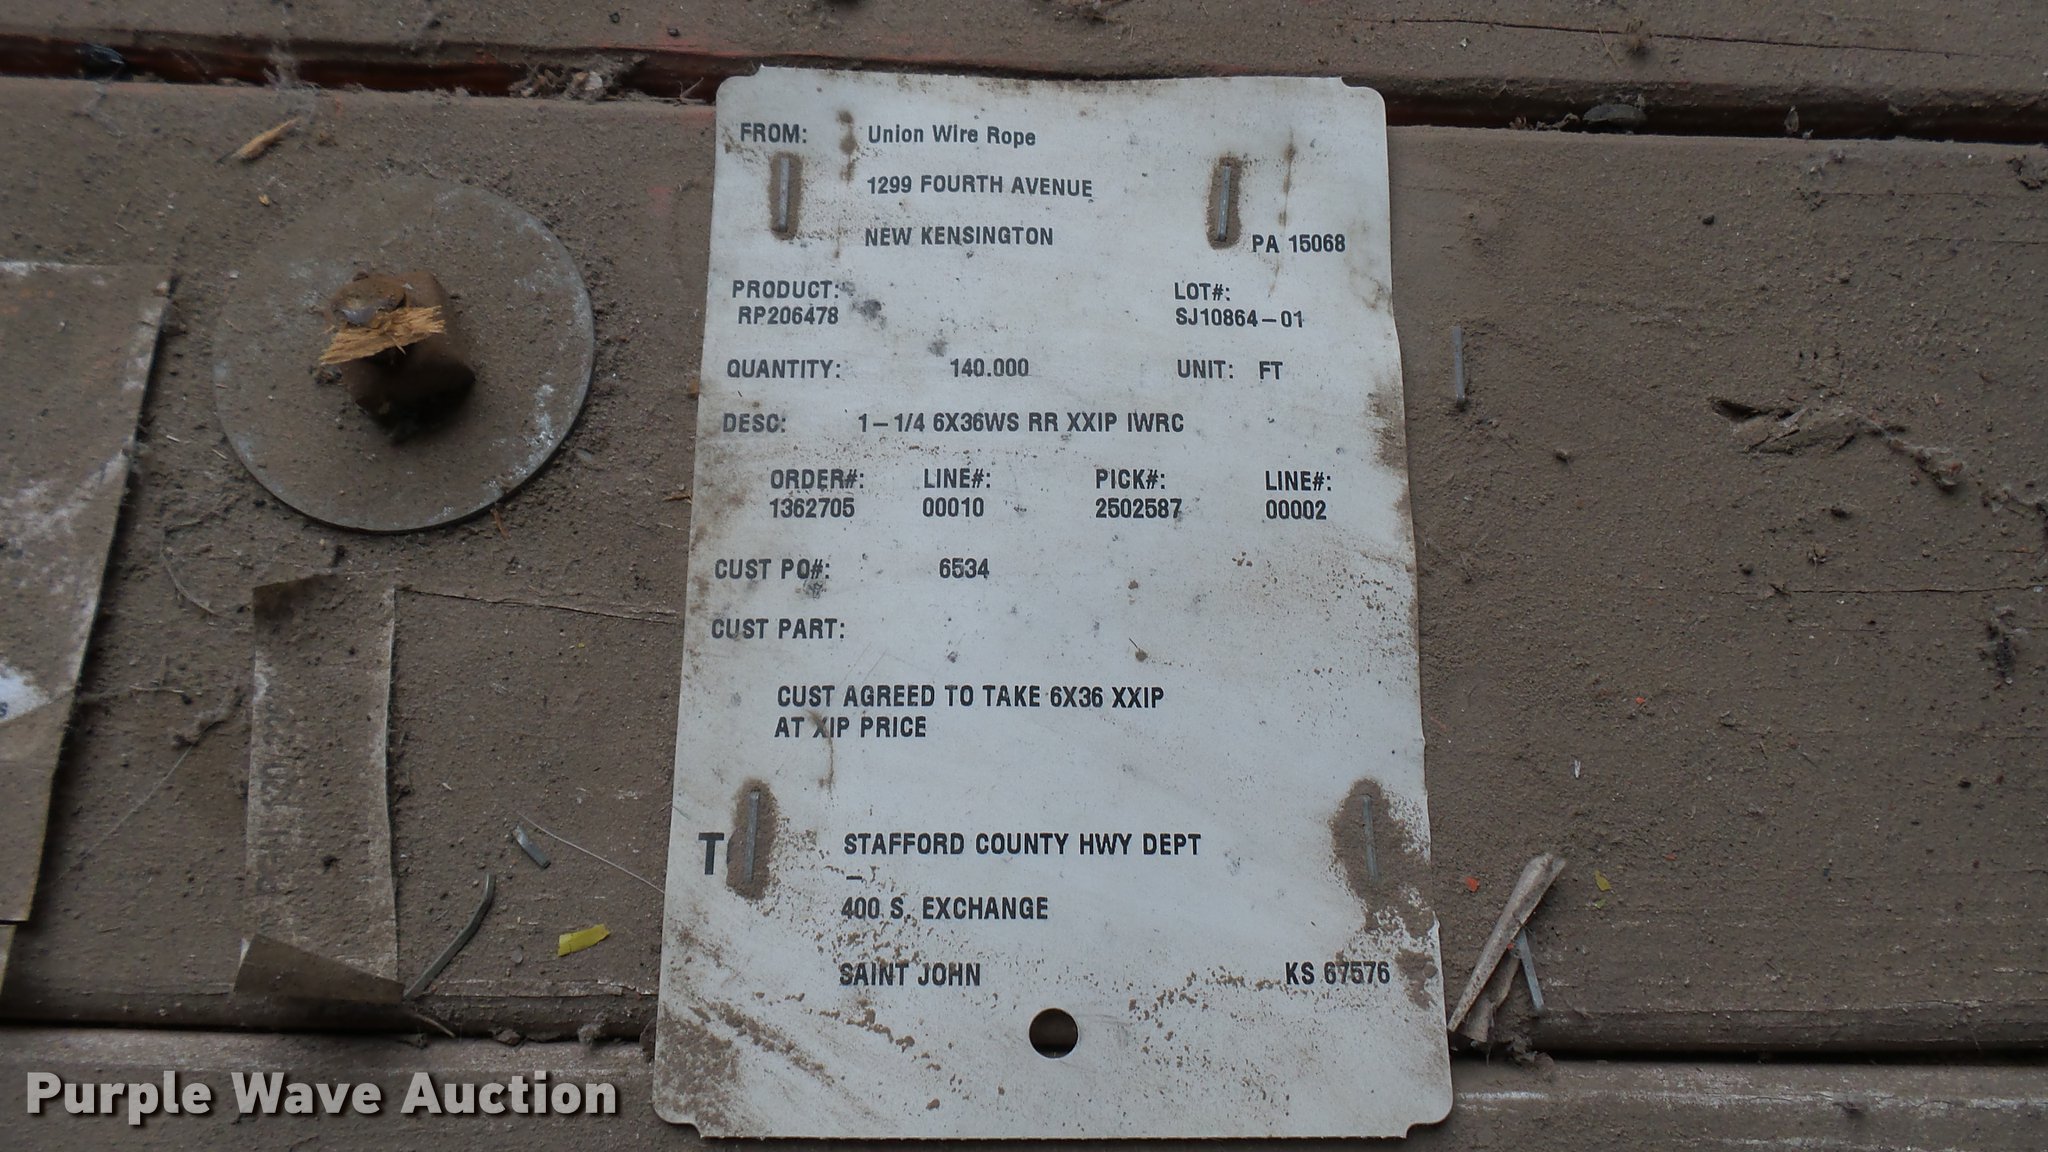 FROM: Union Wire Rope
1299 FOURTH AVENUE
NEW KENSINGTON PA 15068
PRODUCT: LOT#:
RP206478 SJ10864-01
QUANTITY: 140.000 UNIT: FT
DESC: 1-1/4 6X36WS RR XXIP IWRC
ORDER#: LINE#: PICK#: LINE#:
1362705 00010 2502587 00002
CUST PO#: 6534
CUST PART:
CUST AGREED TO TAKE 6X36 XXIP
AT XIP PRICE
STAFFORD COUNTY HWY DEPT
-
400 S. EXCHANGE
SAINT JOHN KS 67576
Purple Wave Auction